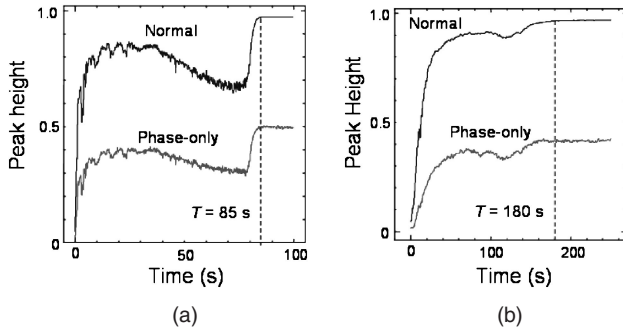 1.0
0.5
0
Peak height
Normal
Phase-only
T = 85 s
0 50 100
Time (s)
(a)
1.0
0.5
0
Peak Height
Normal
Phase-only
T = 180 s
0 100 200
Time (s)
(b)